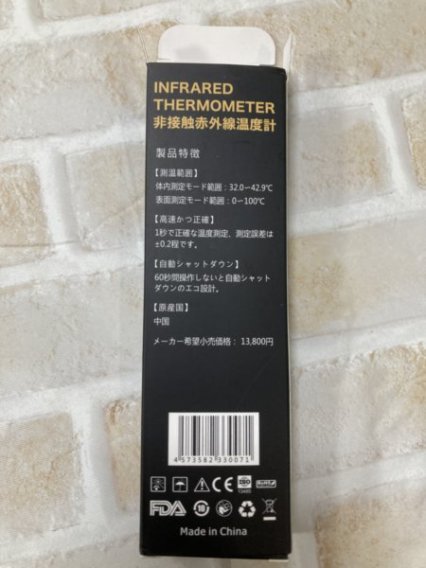 INFRARED
THERMOMETER
非接触赤外線温度計
製品特徴
【測温範囲】
体内測定モード範囲：32.0～42.9℃
表面測定モード範囲：0～100℃
【高速かつ正確】
1秒で正確な温度測定、測定誤差は
±0.2程です。
【自動シャットダウン】
60秒間操作しないと自動シャット
ダウンのエコ設計。
【原産国】
中国
メーカー希望小売価格： 13,800円
4 573582 330071
CE ISO 13485 RoHS
FDA 10
Made in China